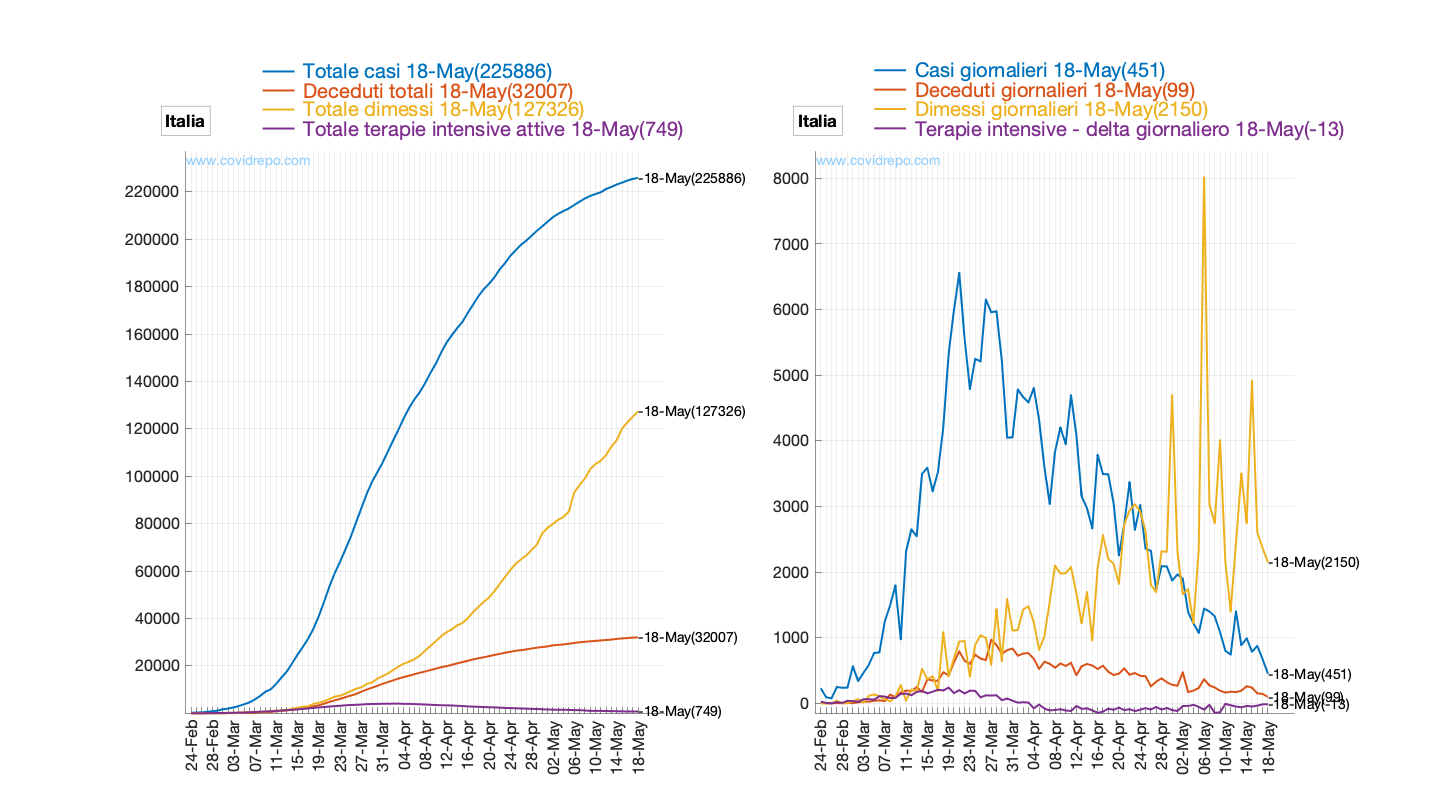 Totale casi 18-May(225886)
Deceduti totali 18-May(32007)
Totale dimessi 18-May(127326)
Totale terapie intensive attive 18-May(749)
Italia
www.covidrepo.com
220000
200000
180000
160000
140000
120000
100000
80000
60000
40000
20000
18-May(225886)
18-May(127326)
18-May(32007)
18-May(749)
24-Feb
28-Feb
03-Mar
07-Mar
11-Mar
15-Mar
19-Mar
23-Mar
27-Mar
31-Mar
04-Apr
08-Apr
12-Apr
16-Apr
20-Apr
24-Apr
28-Apr
02-May
06-May
10-May
14-May
18-May
Casi giornalieri 18-May(451)
Deceduti giornalieri 18-May(99)
Dimessi giornalieri 18-May(2150)
Terapie intensive - delta giornaliero 18-May(-13)
Italia
www.covidrepo.com
8000
7000
6000
5000
4000
3000
2000
1000
0
18-May(2150)
18-May(451)
18-May(99)
18-May(-13)
24-Feb
28-Feb
03-Mar
07-Mar
11-Mar
15-Mar
19-Mar
23-Mar
27-Mar
31-Mar
04-Apr
08-Apr
12-Apr
16-Apr
20-Apr
24-Apr
28-Apr
02-May
06-May
10-May
14-May
18-May